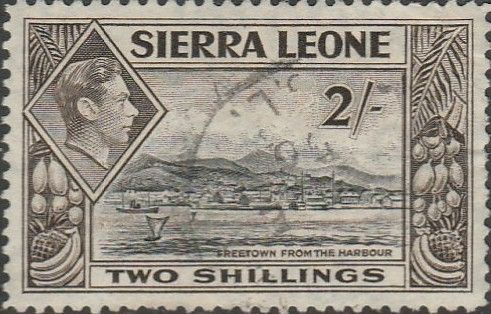 SIERRA LEONE
2/-
FREETOWN FROM THE HARBOUR
TWO SHILLINGS